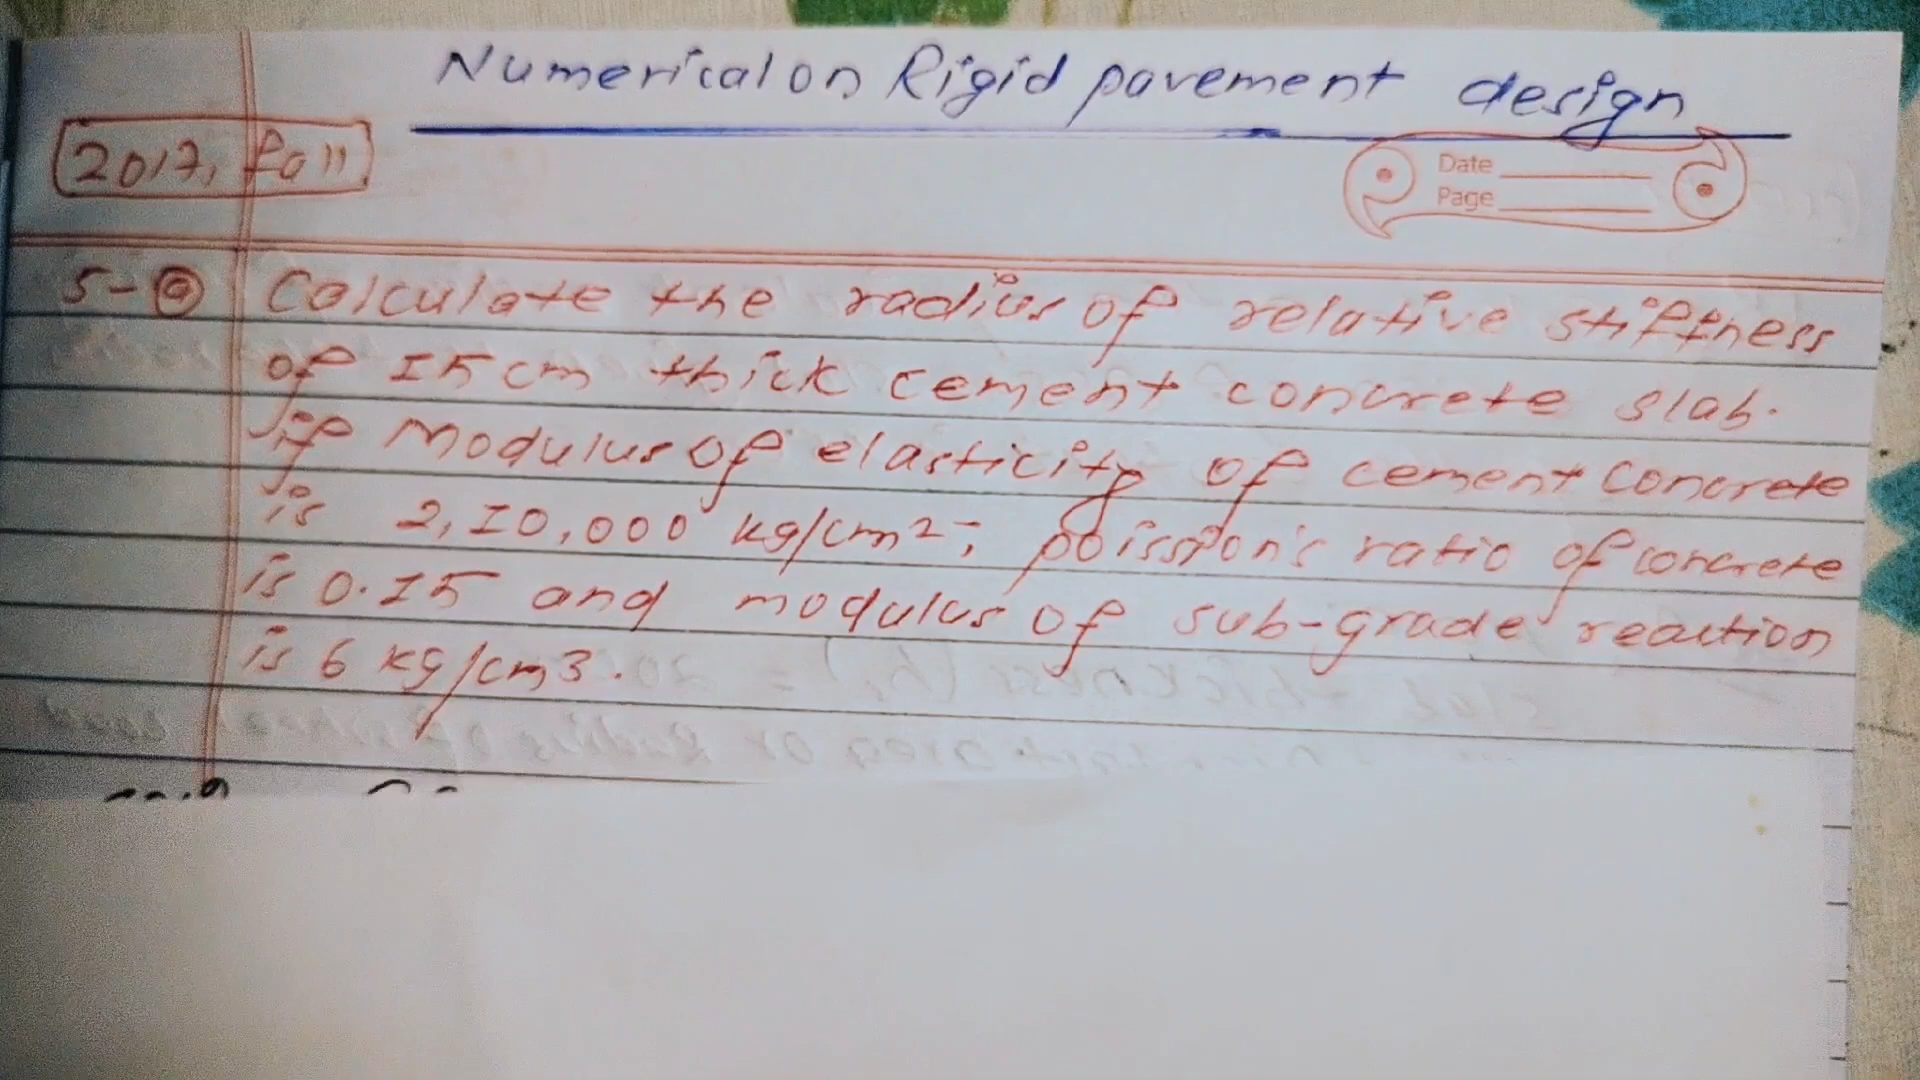 Numerical on Rigid pavement design
2017, fall
Date
Page
5-ⓐ Calculate the radius of relative stiffness
of 15 cm thick cement concrete slab.
if Modulus of elasticity of cement Concrete
is 2,10,000 kg/cm2; poission's ratio of concrete
is 0.15 and modulus of sub-grade reaction
is 6 kg/cm3.